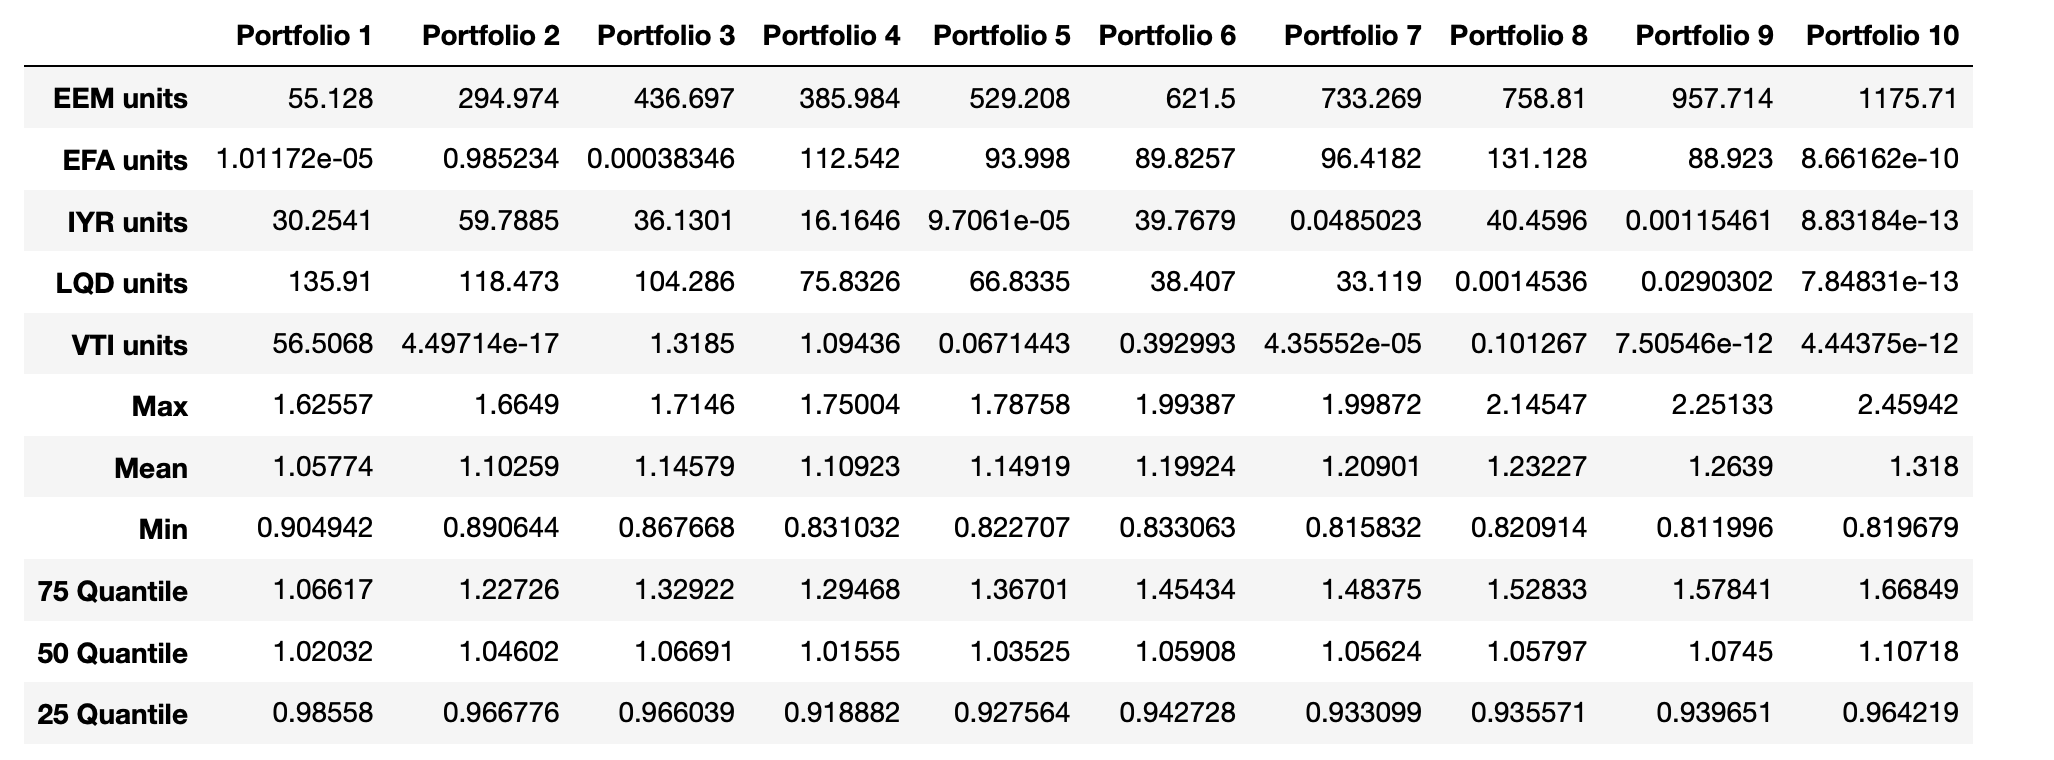 Portfolio 1 Portfolio 2 Portfolio 3 Portfolio 4 Portfolio 5 Portfolio 6 Portfolio 7 Portfolio 8 Portfolio 9 Portfolio 10
EEM units 55.128 294.974 436.697 385.984 529.208 621.5 733.269 758.81 957.714 1175.71
EFA units 1.01172e-05 0.985234 0.00038346 112.542 93.998 89.8257 96.4182 131.128 88.923 8.66162e-10
IYR units 30.2541 59.7885 36.1301 16.1646 9.7061e-05 39.7679 0.0485023 40.4596 0.00115461 8.83184e-13
LQD units 135.91 118.473 104.286 75.8326 66.8335 38.407 33.119 0.0014536 0.0290302 7.84831e-13
VTI units 56.5068 4.49714e-17 1.3185 1.09436 0.0671443 0.392993 4.35552e-05 0.101267 7.50546e-12 4.44375e-12
Max 1.62557 1.6649 1.7146 1.75004 1.78758 1.99387 1.99872 2.14547 2.25133 2.45942
Mean 1.05774 1.10259 1.14579 1.10923 1.14919 1.19924 1.20901 1.23227 1.2639 1.318
Min 0.904942 0.890644 0.867668 0.831032 0.822707 0.833063 0.815832 0.820914 0.811996 0.819679
75 Quantile 1.06617 1.22726 1.32922 1.29468 1.36701 1.45434 1.48375 1.52833 1.57841 1.66849
50 Quantile 1.02032 1.04602 1.06691 1.01555 1.03525 1.05908 1.05624 1.05797 1.0745 1.10718
25 Quantile 0.98558 0.966776 0.966039 0.918882 0.927564 0.942728 0.933099 0.935571 0.939651 0.964219